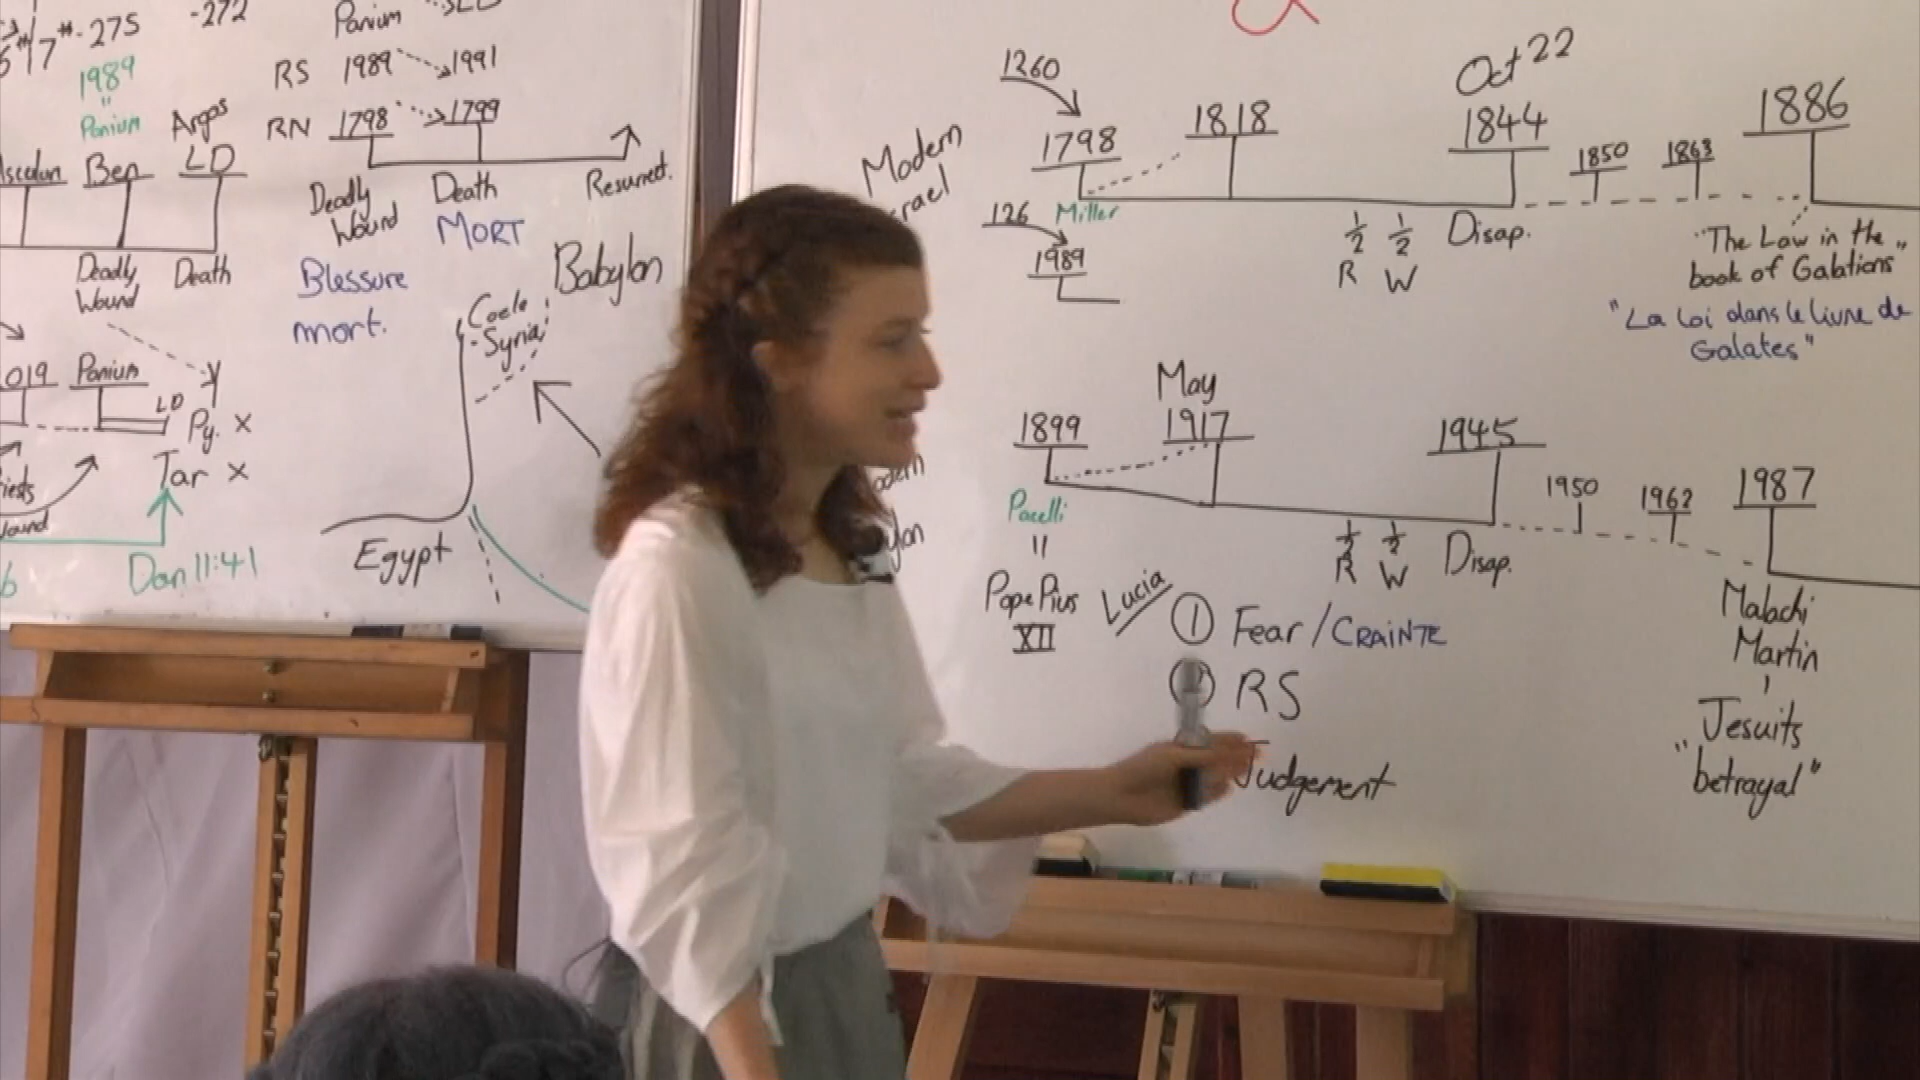 -275
-272
1989
"
Panium
Argos
Ben
LD
Deadly
Wound
Death
Panium
RS 1989 1991
RN 1798 1799
Deadly
Wound
Death
Resurrect.
MORT
Blessure
mort.
Babylon
Coele
-Syria
Egypt
Panium
LD
Py. x
Tar x
Dan 11:41
Modern
1260
1798
1818
Oct 22
1844
1850
1863
1886
Miller
126
1989
1/2
R
1/2
W
Disap.
"The Law in the
book of Galatians"
"La Loi dans le livre de
Galates"
May
1899
1917
1945
1950
1962
1987
Pacelli
"
Pope Pius
XII
Lucia
1/2
R
1/2
W
Disap.
① Fear / CRAINTE
RS
Judgement
Malachi
Martin
Jesuits
"betrayal"